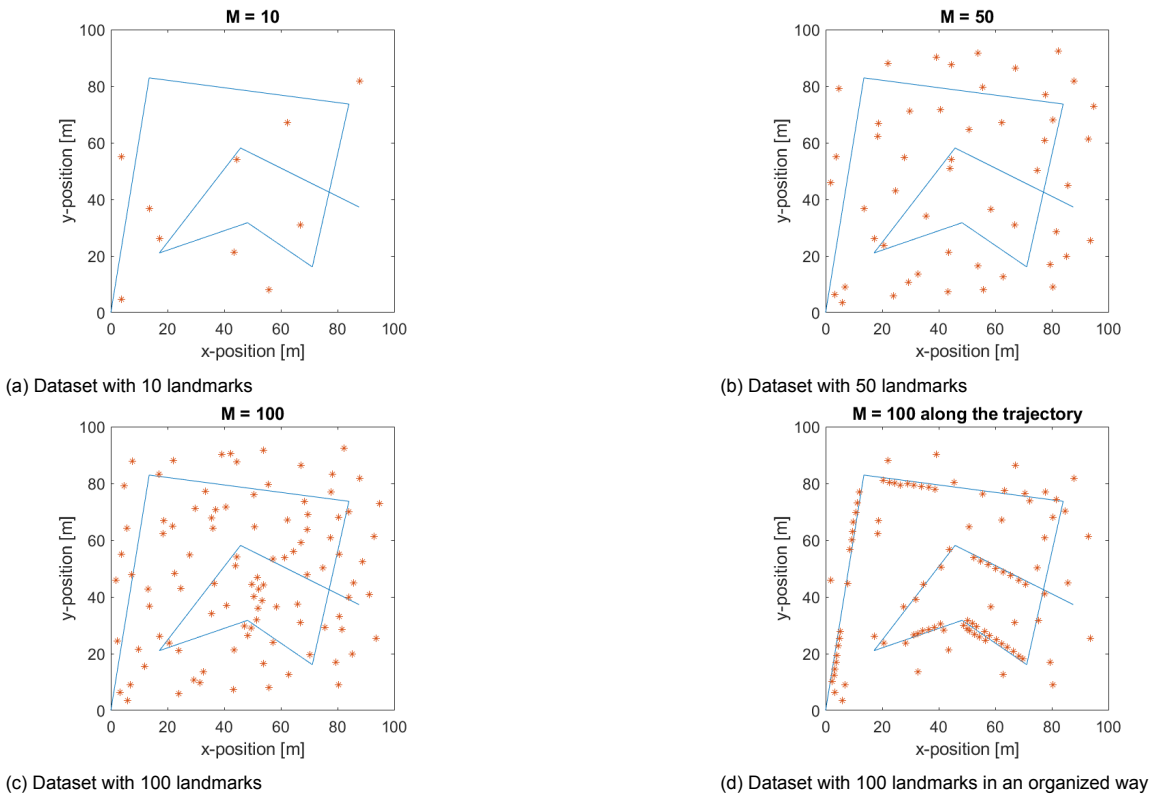 M = 10
y-position [m]
100
80
60
40
20
0
0 20 40 60 80 100
x-position [m]
(a) Dataset with 10 landmarks
M = 50
y-position [m]
100
80
60
40
20
0
0 20 40 60 80 100
x-position [m]
(b) Dataset with 50 landmarks
M = 100
y-position [m]
100
80
60
40
20
0
0 20 40 60 80 100
x-position [m]
(c) Dataset with 100 landmarks
M = 100 along the trajectory
y-position [m]
100
80
60
40
20
0
0 20 40 60 80 100
x-position [m]
(d) Dataset with 100 landmarks in an organized way